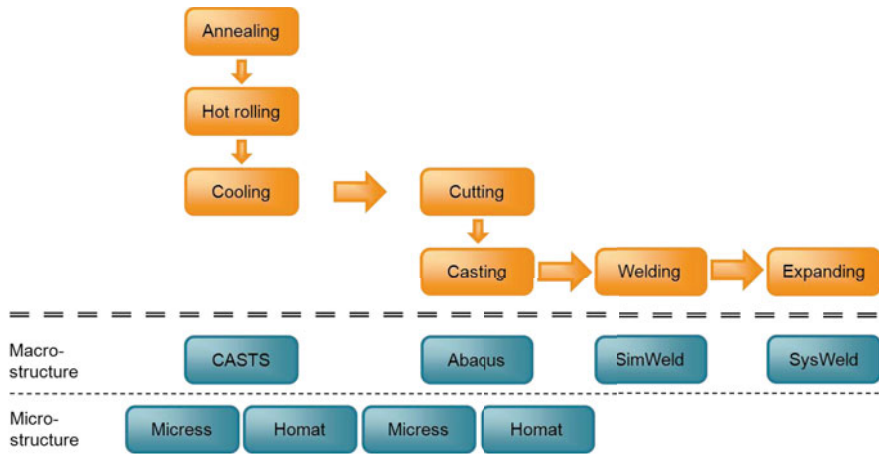 Annealing
Hot rolling
Cooling
Cutting
Casting
Welding
Expanding
Macro-
structure
CASTS
Abaqus
SimWeld
SysWeld
Micro-
structure
Micress
Homat
Micress
Homat